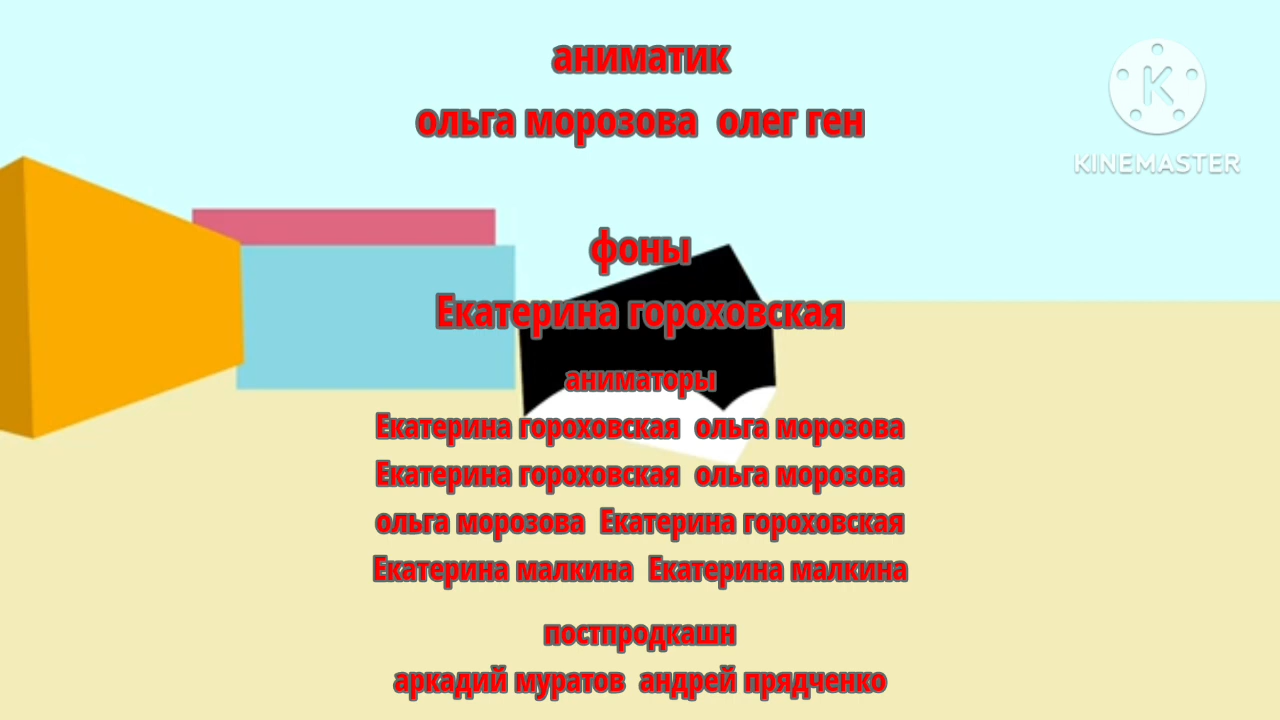 аниматик
ольга морозова олег ген
KINEMASTER
фоны
Екатерина гороховская
аниматоры
Екатерина гороховская ольга морозова
Екатерина гороховская ольга морозова
ольга морозова Екатерина гороховская
Екатерина малкина Екатерина малкина
постпродкашн
аркадий муратов андрей прядченко